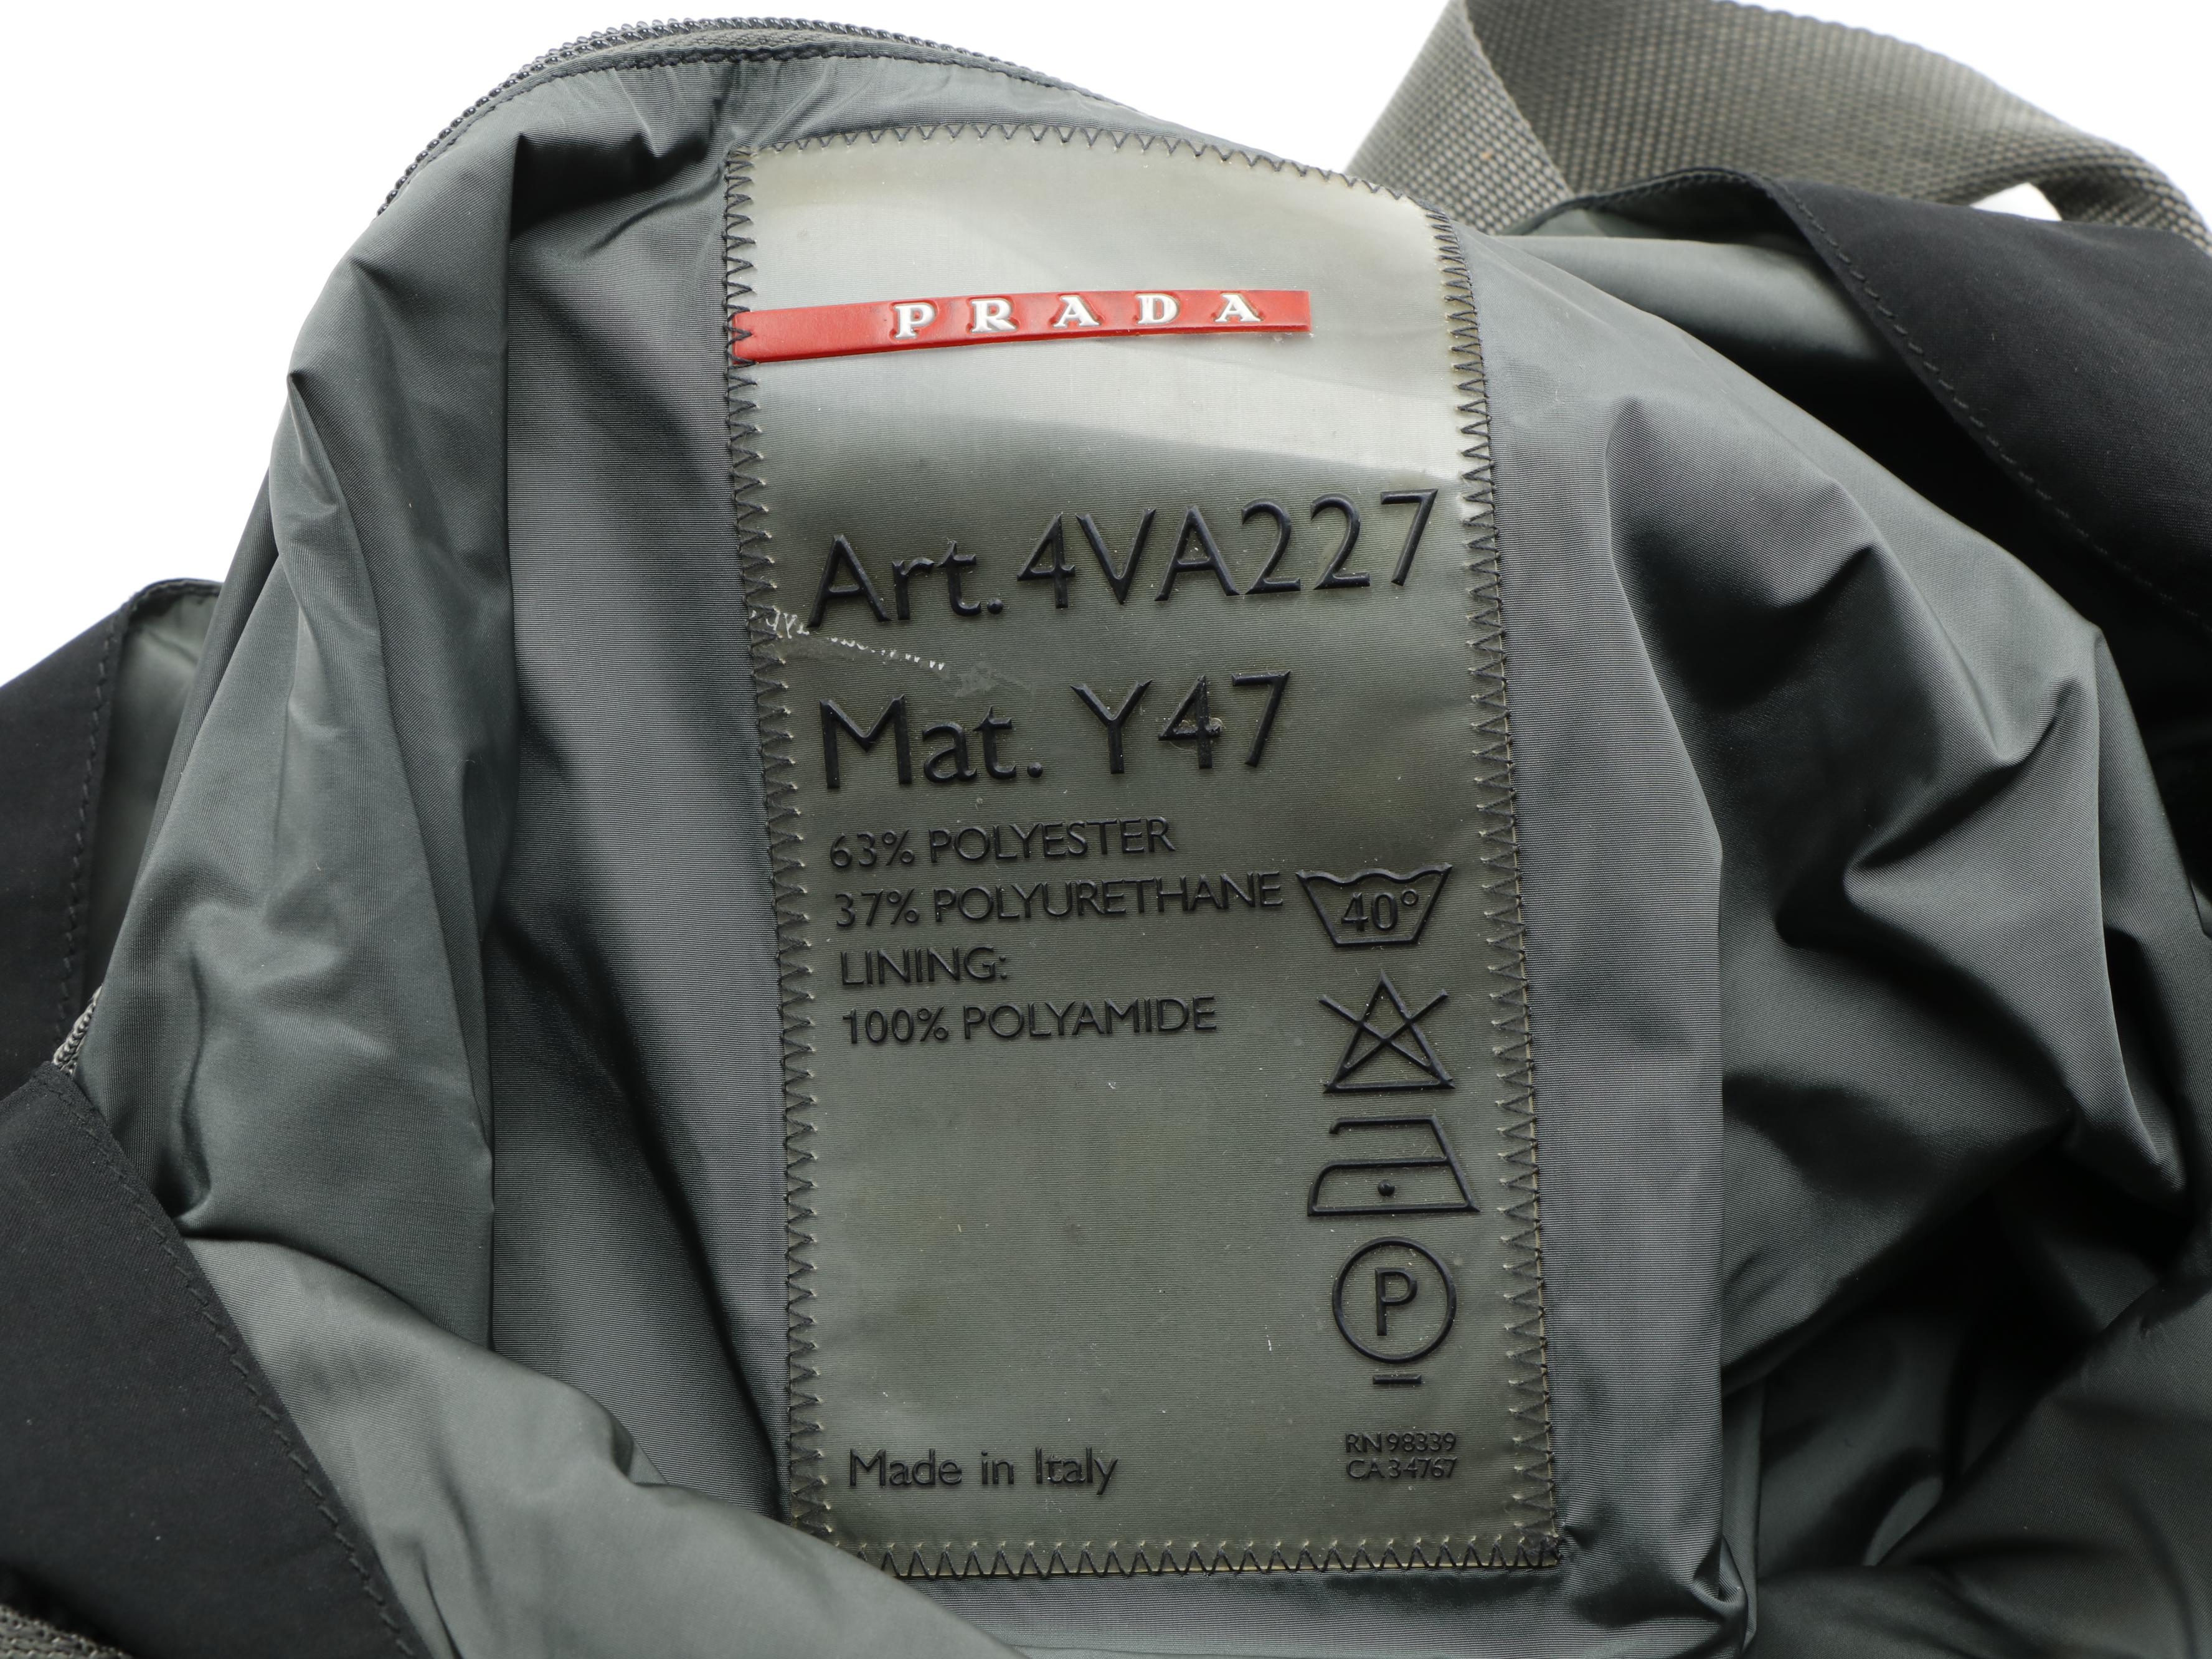 PRADA
Art. 4VA227
Mat. Y47
63% POLYESTER
37% POLYURETHANE
40°
LINING:
100% POLYAMIDE
P
Made in Italy
RN 98339
CA 34767